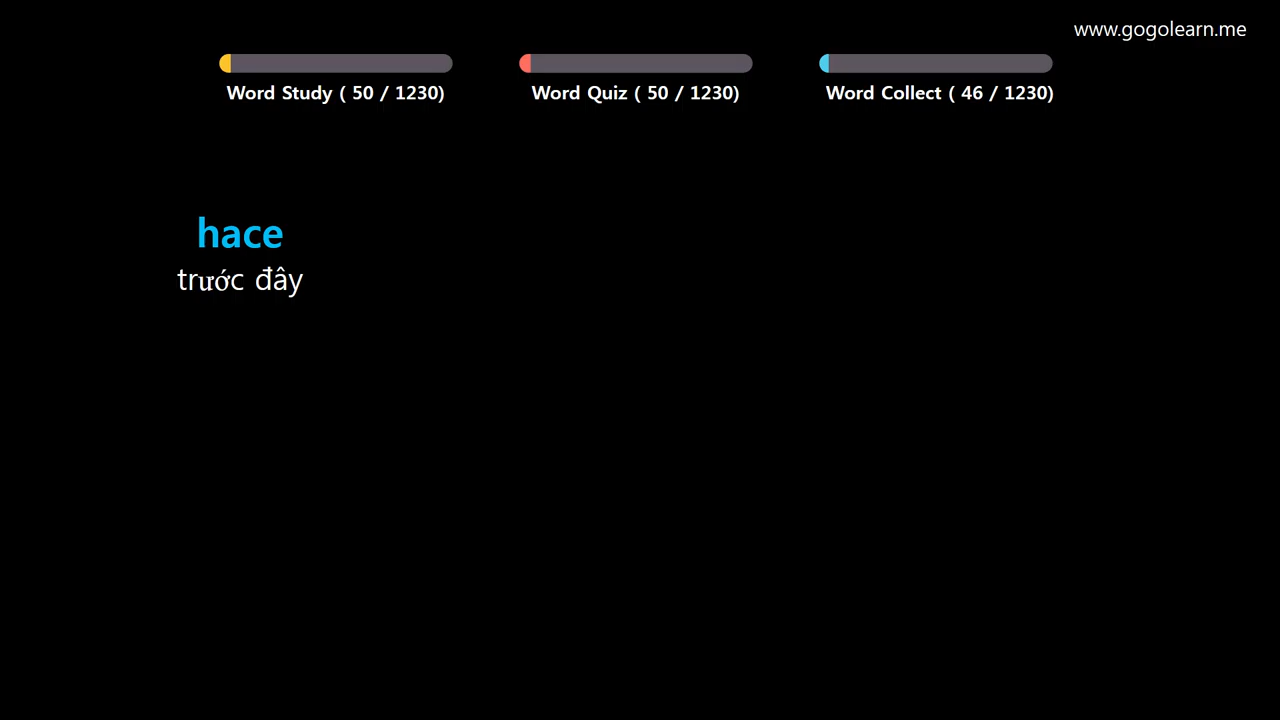 www.gogolearn.me
Word Study ( 50 / 1230)
Word Quiz ( 50 / 1230)
Word Collect ( 46 / 1230)
hace
trước đây